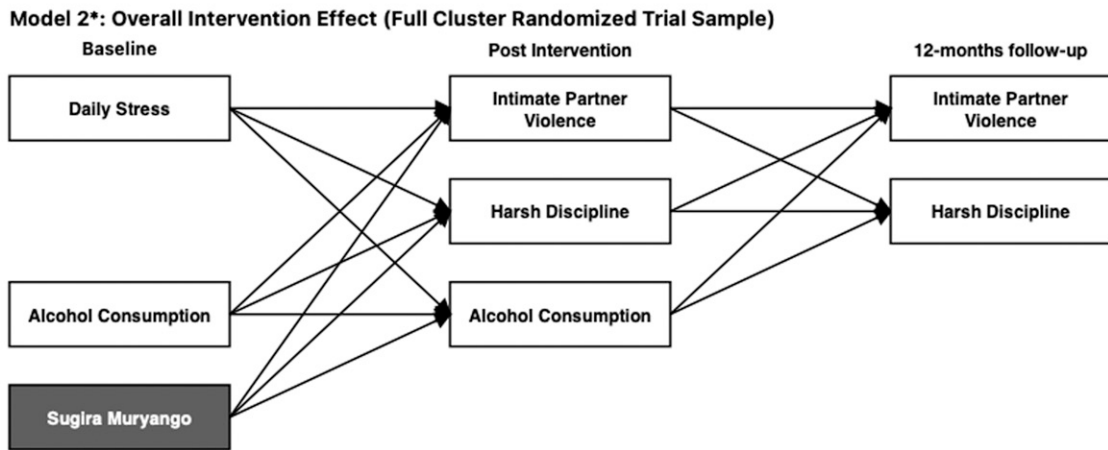 Model 2*: Overall Intervention Effect (Full Cluster Randomized Trial Sample)
Baseline
Post Intervention
12-months follow-up
Daily Stress
Intimate Partner
Violence
Intimate Partner
Violence
Harsh Discipline
Harsh Discipline
Alcohol Consumption
Alcohol Consumption
Sugira Muryango